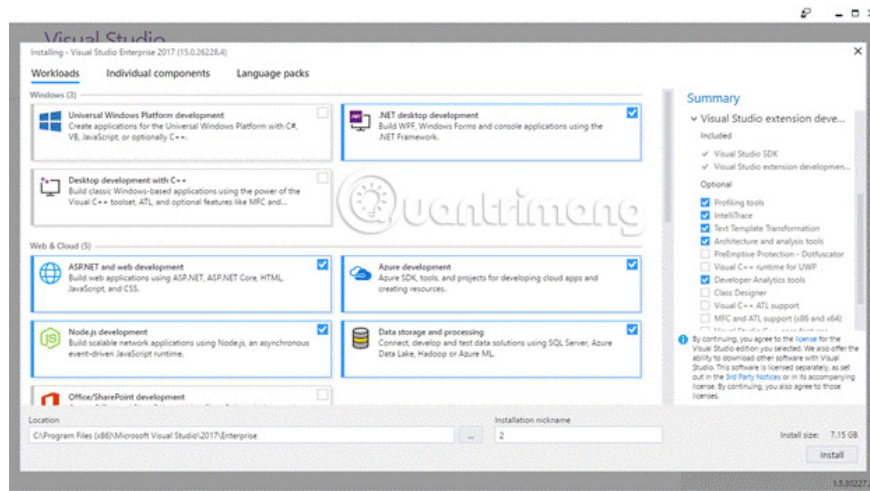 Visual Studio
Installing - Visual Studio Enterprise 2017 (15.0.26228.4)
Workloads Individual components Language packs
Windows (3)
Universal Windows Platform development
Create applications for the Universal Windows Platform with C#,
VB, JavaScript, or optionally C++.
.NET desktop development
Build WPF, Windows Forms and console applications using the
.NET Framework.
Desktop development with C++
Build classic Windows-based applications using the power of the
Visual C++ toolset, ATL, and optional features like MFC and...
Quantrimang
Web & Cloud (5)
ASP.NET and web development
Build web applications using ASP.NET, ASP.NET Core, HTML,
JavaScript, and CSS.
Azure development
Azure SDK, tools, and projects for developing cloud apps and
creating resources.
Node.js development
Build scalable network applications using Node.js, an asynchronous
event-driven JavaScript runtime.
Data storage and processing
Connect, develop and test data solutions using SQL Server, Azure
Data Lake, Hadoop or Azure ML.
Office/SharePoint development
Summary
Visual Studio extension deve...
Included
Visual Studio SDK
Visual Studio extension developmen...
Optional
Profiling tools
IntelliTrace
Text Template Transformation
Architecture and analysis tools
PreEmptive Protection - Dotfuscator
Visual C++ runtime for UWP
Developer Analytics tools
Class Designer
Visual C++ ATL support
MFC and ATL support (x86 and x64)
By continuing, you agree to the license for the
Visual Studio edition you selected. We also offer the
ability to download other software with Visual
Studio. This software is licensed separately, as set
out in the 3rd Party Notices or in its accompanying
license. By continuing, you also agree to those
licenses.
Location
C:\Program Files (x86)\Microsoft Visual Studio\2017\Enterprise
...
Installation nickname
2
Install size: 7.15 GB
Install
1.5.30227.